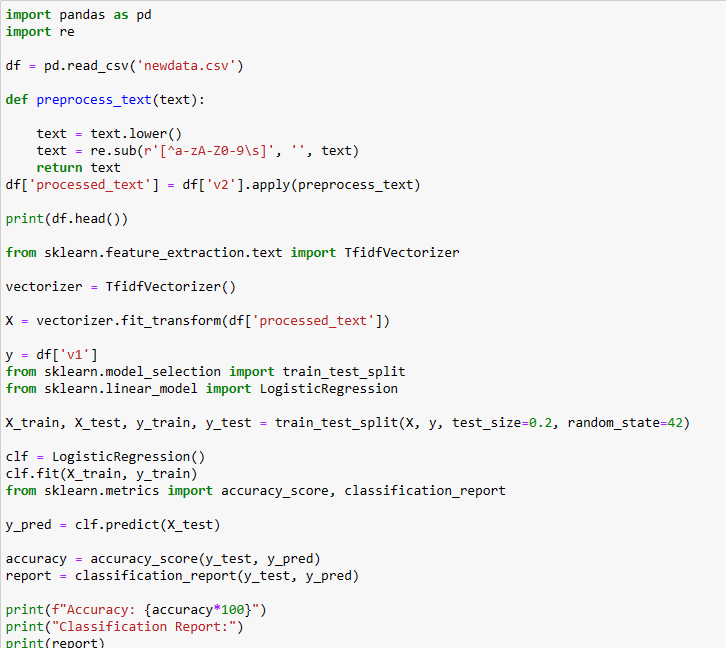 import pandas as pd
import re
df = pd.read_csv('newdata.csv')
def preprocess_text(text):
    text = text.lower()
    text = re.sub(r'[^a-zA-Z0-9\s]', '', text)
    return text
df['processed_text'] = df['v2'].apply(preprocess_text)
print(df.head())
from sklearn.feature_extraction.text import TfidfVectorizer
vectorizer = TfidfVectorizer()
X = vectorizer.fit_transform(df['processed_text'])
y = df['v1']
from sklearn.model_selection import train_test_split
from sklearn.linear_model import LogisticRegression
X_train, X_test, y_train, y_test = train_test_split(X, y, test_size=0.2, random_state=42)
clf = LogisticRegression()
clf.fit(X_train, y_train)
from sklearn.metrics import accuracy_score, classification_report
y_pred = clf.predict(X_test)
accuracy = accuracy_score(y_test, y_pred)
report = classification_report(y_test, y_pred)
print(f"Accuracy: {accuracy*100}")
print("Classification Report:")
print(report)